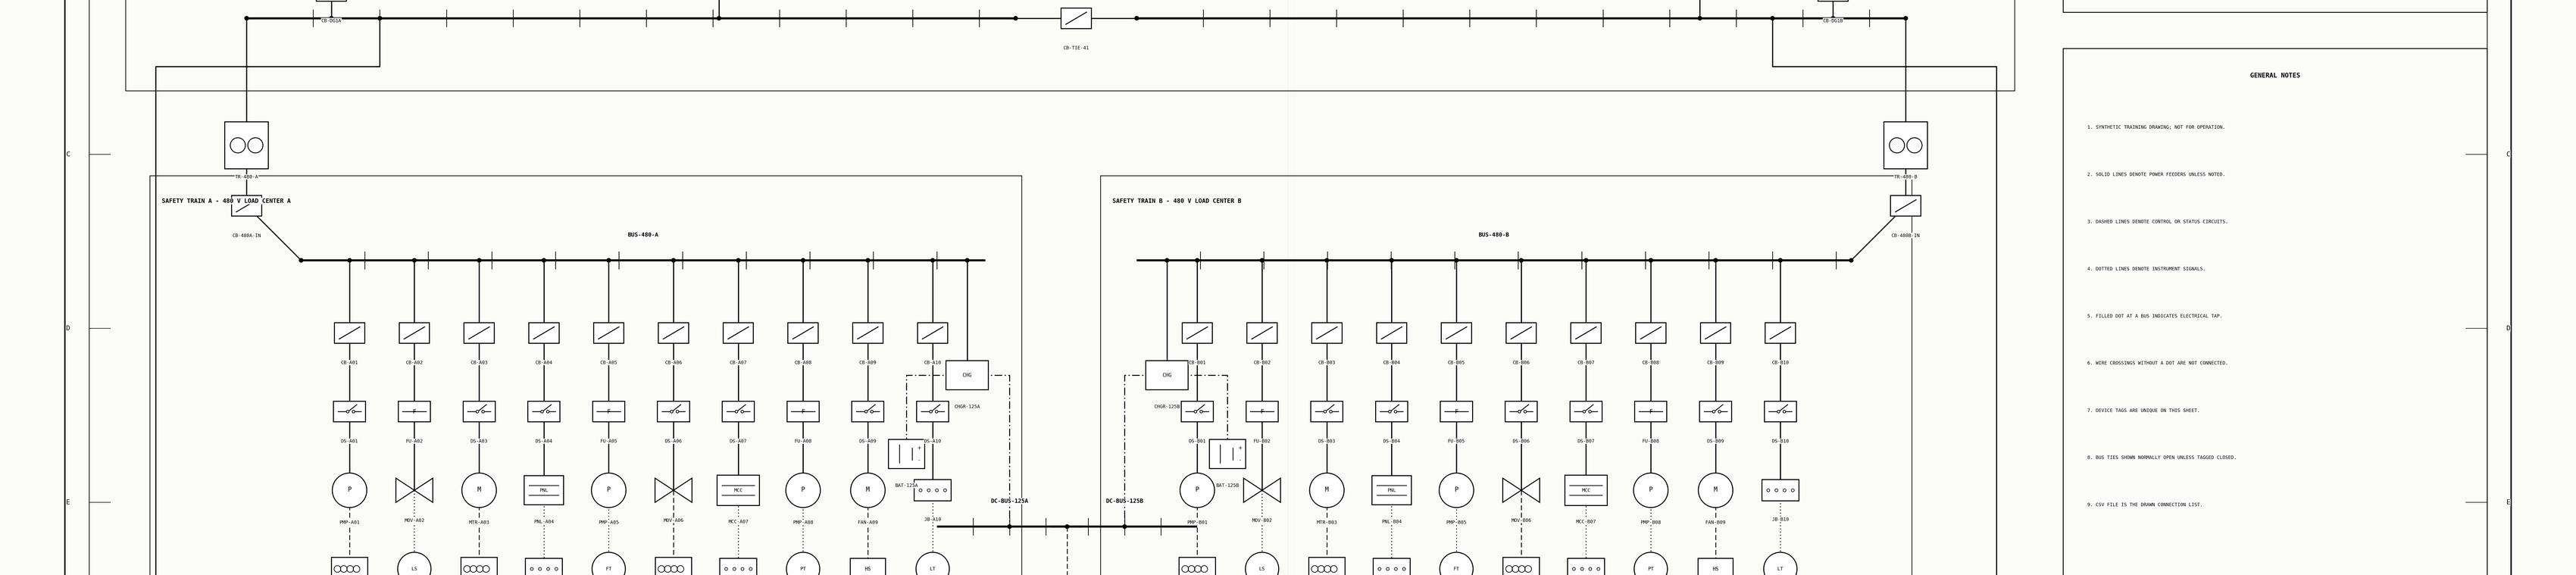 CB-DG1A
CB-DG1B
CB-TIE-41
GENERAL NOTES
1. SYNTHETIC TRAINING DRAWING; NOT FOR OPERATION.
C
C
2. SOLID LINES DENOTE POWER FEEDERS UNLESS NOTED.
TR-480-A
TR-480-B
SAFETY TRAIN A - 480 V LOAD CENTER A
SAFETY TRAIN B - 480 V LOAD CENTER B
3. DASHED LINES DENOTE CONTROL OR STATUS CIRCUITS.
CB-480A-IN
BUS-480-A
BUS-480-B
CB-480B-IN
4. DOTTED LINES DENOTE INSTRUMENT SIGNALS.
5. FILLED DOT AT A BUS INDICATES ELECTRICAL TAP.
D
D
CB-A01 CB-A02 CB-A03 CB-A04 CB-A05 CB-A06 CB-A07 CB-A08 CB-A09 CB-A10
CB-B01 CB-B02 CB-B03 CB-B04 CB-B05 CB-B06 CB-B07 CB-B08 CB-B09 CB-B10
6. WIRE CROSSINGS WITHOUT A DOT ARE NOT CONNECTED.
CHG
CHG
CHGR-125A
CHGR-125B
F F F
F F F
7. DEVICE TAGS ARE UNIQUE ON THIS SHEET.
DS-A01 FU-A02 DS-A03 DS-A04 FU-A05 DS-A06 DS-A07 FU-A08 DS-A09 DS-A10
DS-B01 FU-B02 DS-B03 DS-B04 FU-B05 DS-B06 DS-B07 FU-B08 DS-B09 DS-B10
+ -
+ -
8. BUS TIES SHOWN NORMALLY OPEN UNLESS TAGGED CLOSED.
BAT-125A
BAT-125B
P M PNL P MCC P M
P M PNL P MCC P M
DC-BUS-125A
DC-BUS-125B
E
E
9. CSV FILE IS THE DRAWN CONNECTION LIST.
PMP-A01 MOV-A02 MTR-A03 PNL-A04 PMP-A05 MOV-A06 MCC-A07 PMP-A08 FAN-A09 JB-A10
PMP-B01 MOV-B02 MTR-B03 PNL-B04 PMP-B05 MOV-B06 MCC-B07 PMP-B08 FAN-B09 JB-B10
LS FT PT HS LT
LS FT PT HS LT